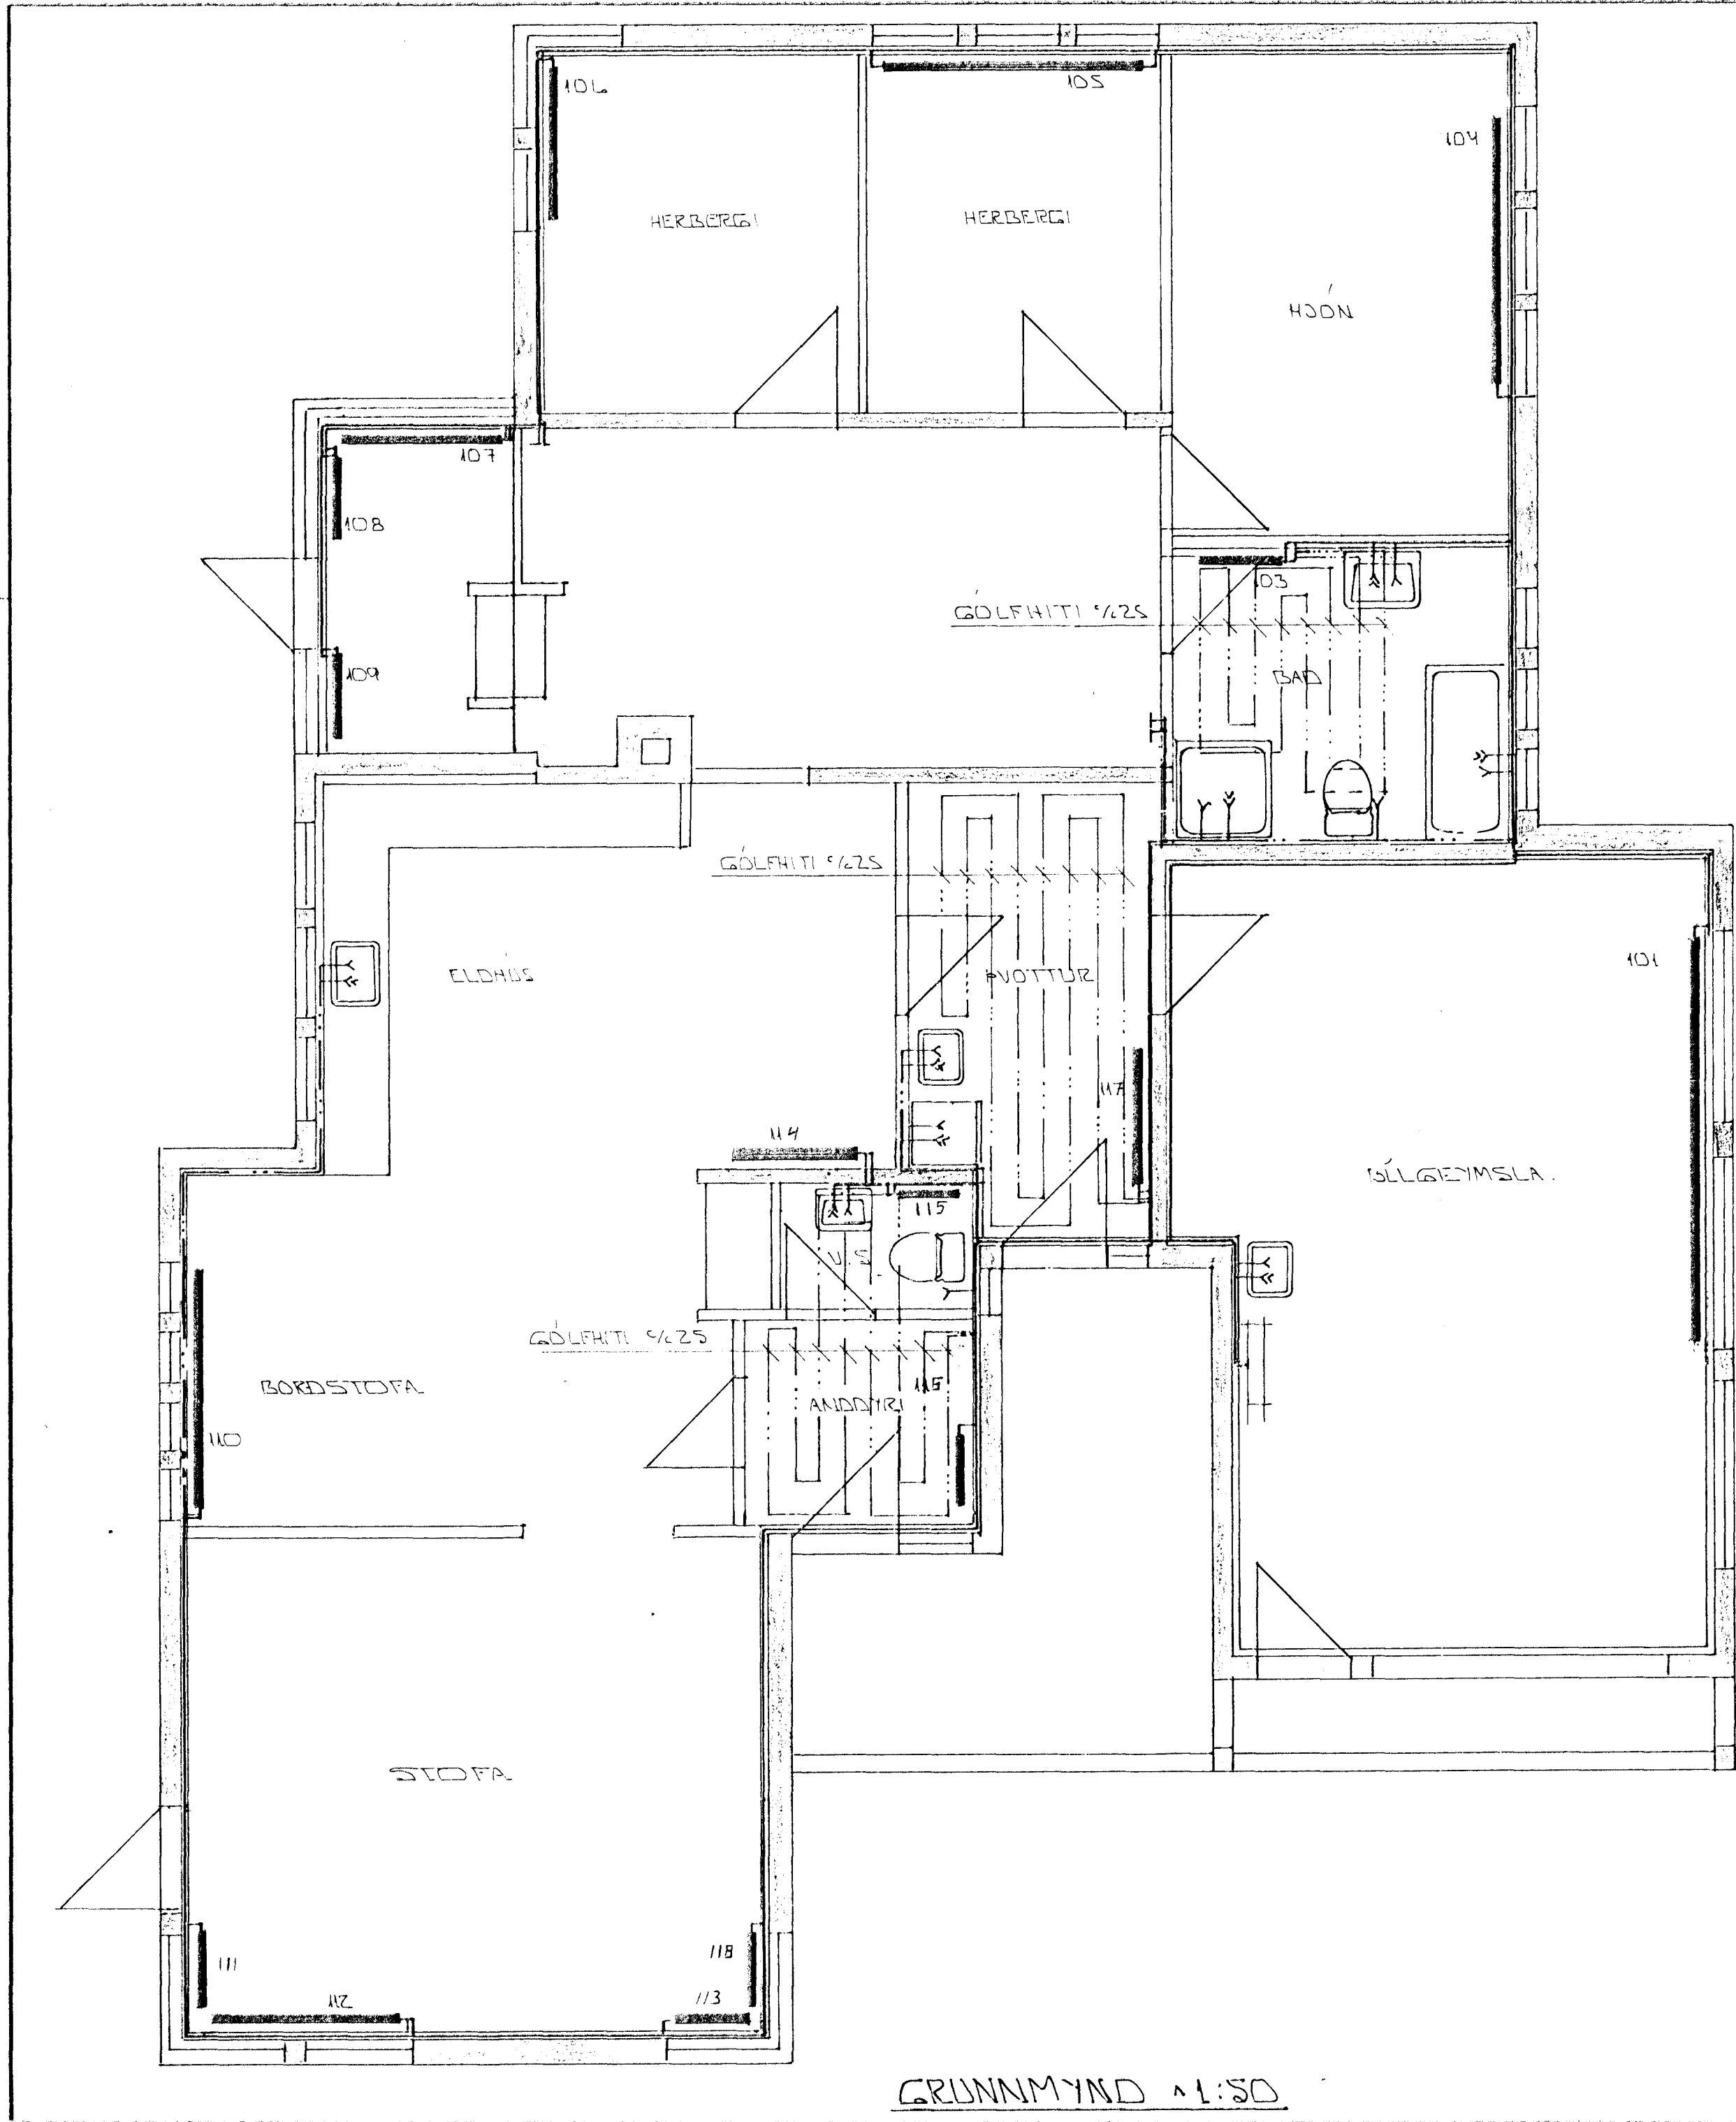 106
105
104
HERBERGI
HERBERGI
HJÓN
107
108
103
GÓLFHITI c/c25
109
BAÐ
GÓLFHITI c/c25
ELDHÚS
ÞVOTTUR
101
117
114
BÍLGEYMSLA
115
V.S.
GÓLFHITI c/c25
BORÐSTOFA
116
ANDDYRI
110
STOFA
111
118
112
113
GRUNNMYND 1:50